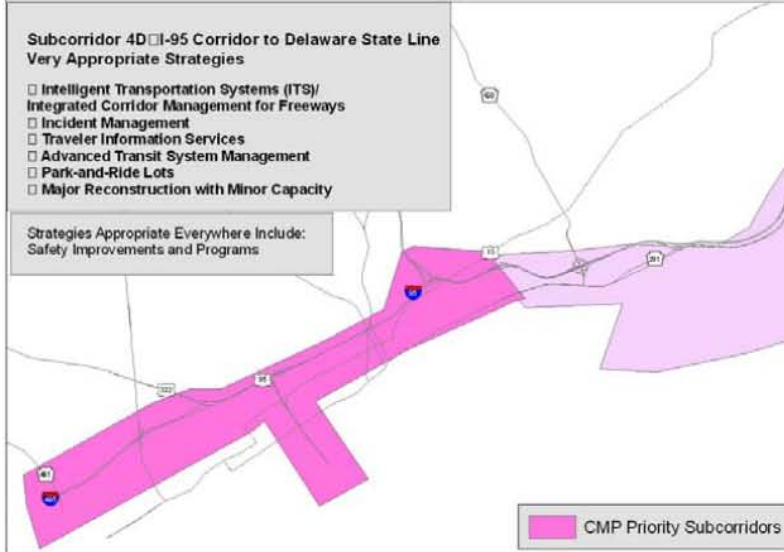 Subcorridor 4D□I-95 Corridor to Delaware State Line
Very Appropriate Strategies
□ Intelligent Transportation Systems (ITS)/
Integrated Corridor Management for Freeways
□ Incident Management
□ Traveler Information Services
□ Advanced Transit System Management
□ Park-and-Ride Lots
□ Major Reconstruction with Minor Capacity
Strategies Appropriate Everywhere Include:
Safety Improvements and Programs
13
291
95
322
CMP Priority Subcorridors